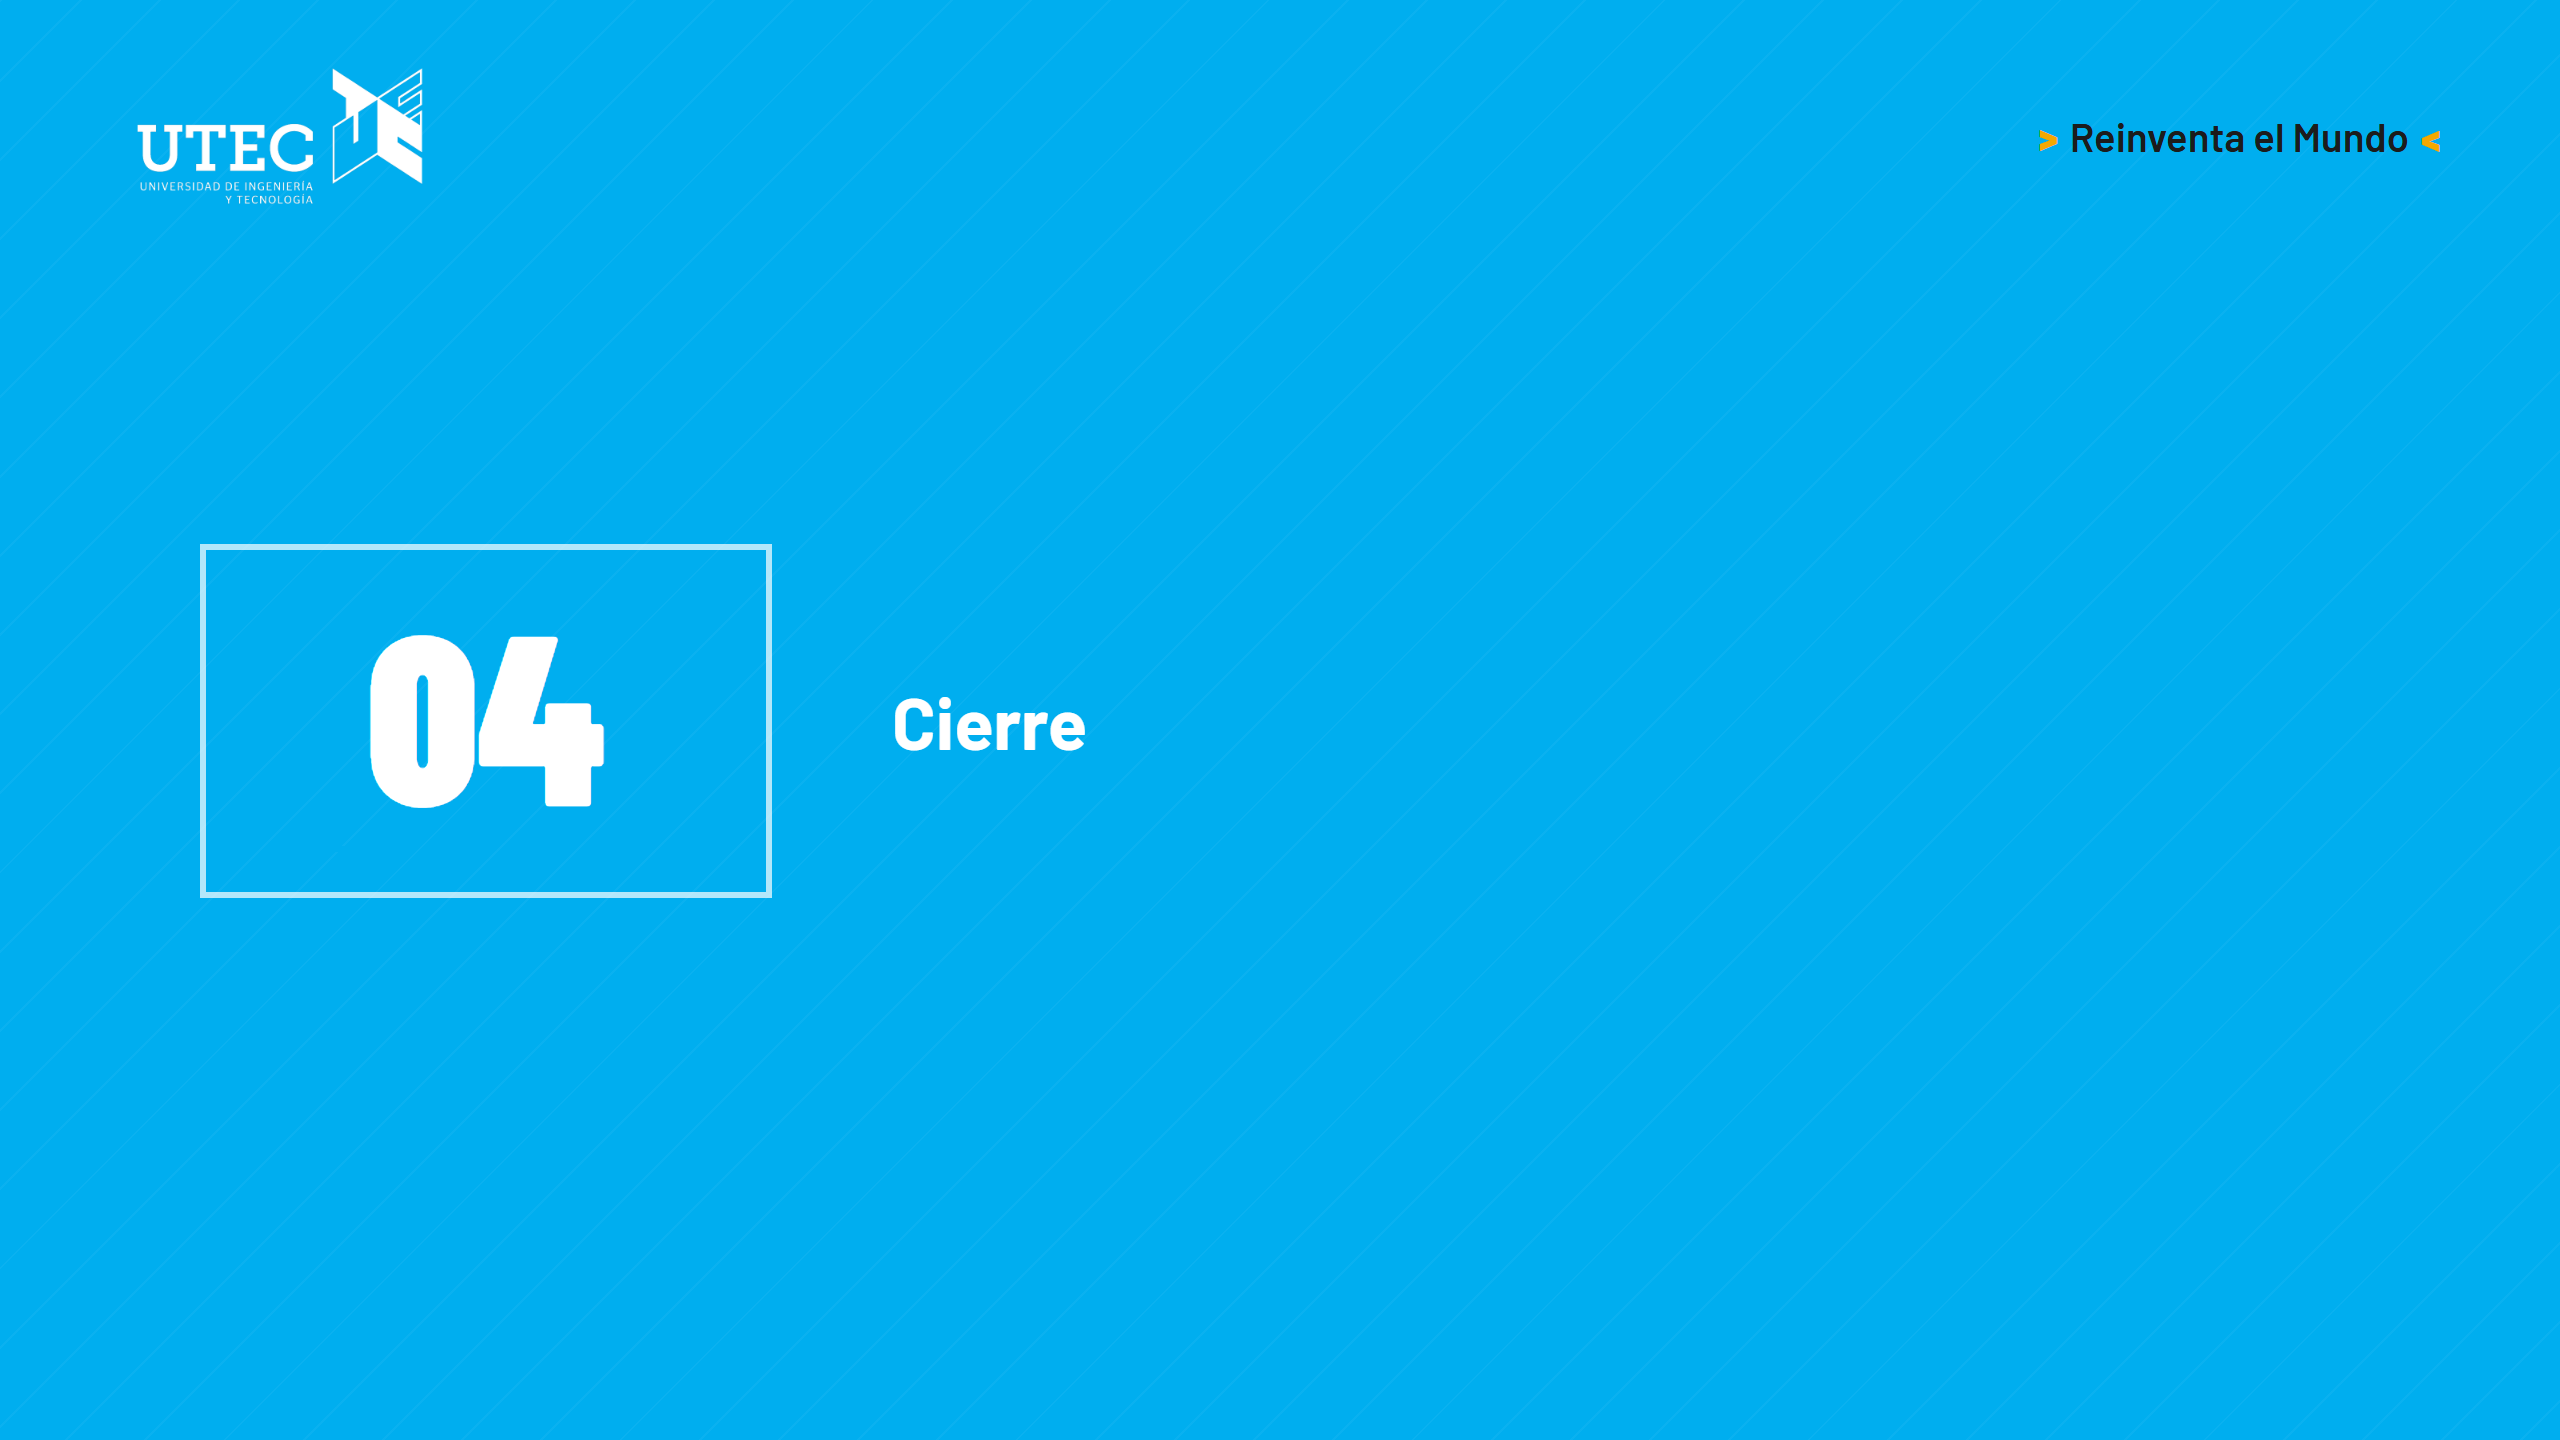 UTEC
UNIVERSIDAD DE INGENIERÍA
Y TECNOLOGÍA
> Reinventa el Mundo <
04
Cierre